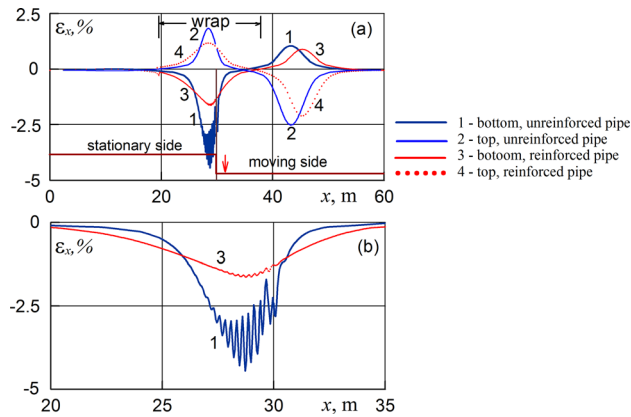 εx,%
wrap
(a)
2.5
0
-2.5
-5
2
4
3
1
1
3
4
2
stationary side
moving side
0
20
40
60
x, m
1 - bottom, unreinforced pipe
2 - top, unreinforced pipe
3 - botoom, reinforced pipe
4 - top, reinforced pipe
εx,%
(b)
0
-2.5
-5
3
1
20
25
30
35
x, m